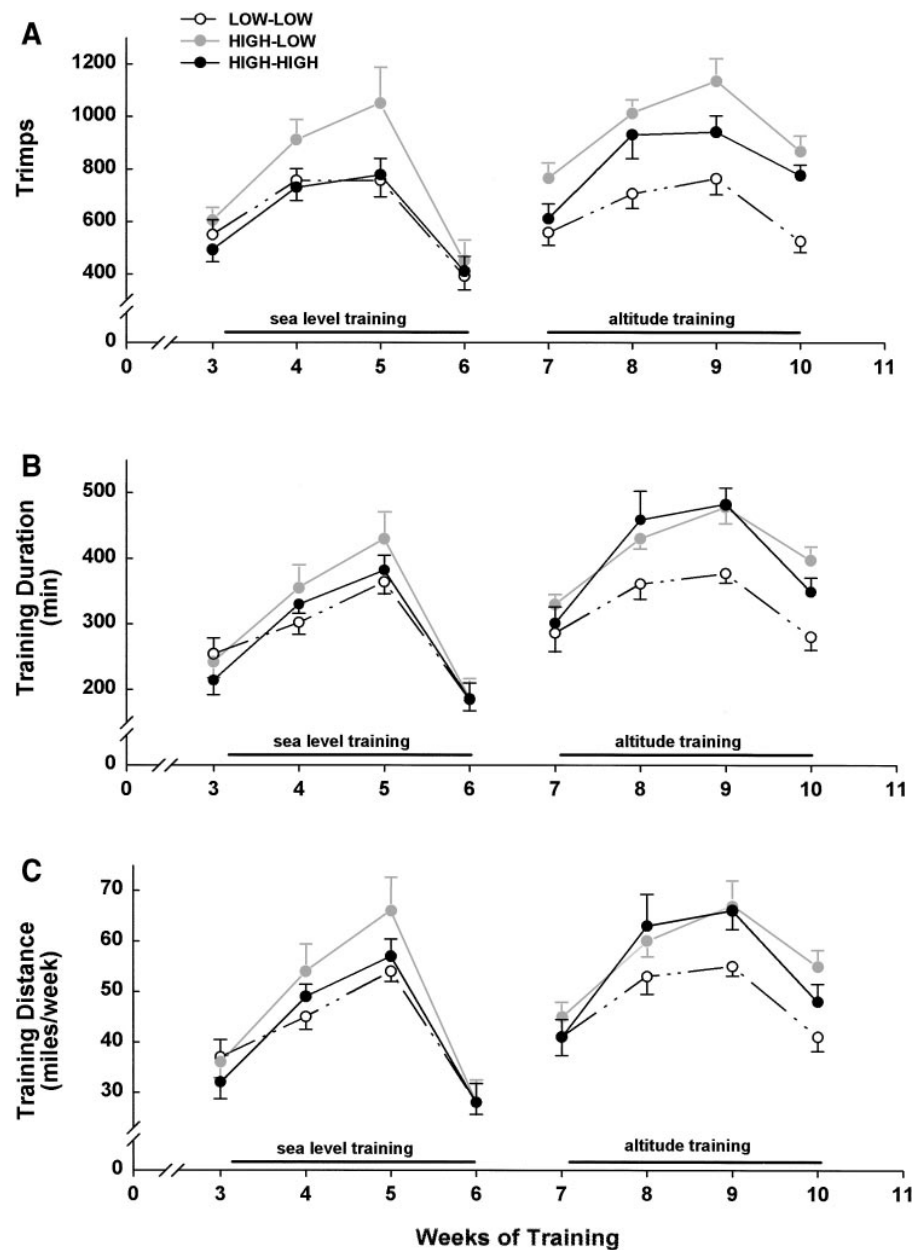 A
LOW-LOW
HIGH-LOW
HIGH-HIGH
Trimps
1200
1000
800
600
400
0
sea level training
altitude training
0 3 4 5 6 7 8 9 10 11
B
Training Duration
(min)
500
400
300
200
0
sea level training
altitude training
0 3 4 5 6 7 8 9 10 11
C
Training Distance
(miles/week)
70
60
50
40
30
0
sea level training
altitude training
0 3 4 5 6 7 8 9 10 11
Weeks of Training